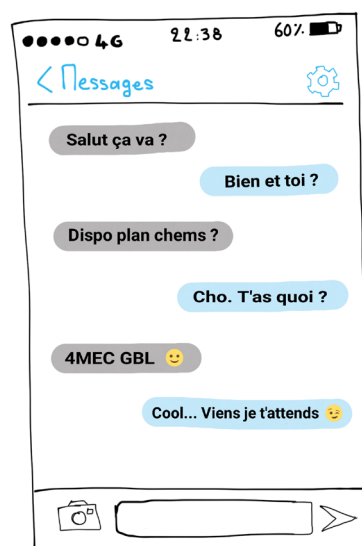 4G 22:38 60%
< Messages
Salut ça va ?
Bien et toi ?
Dispo plan chems ?
Cho. T'as quoi ?
4MEC GBL 🙂
Cool... Viens je t'attends 😉